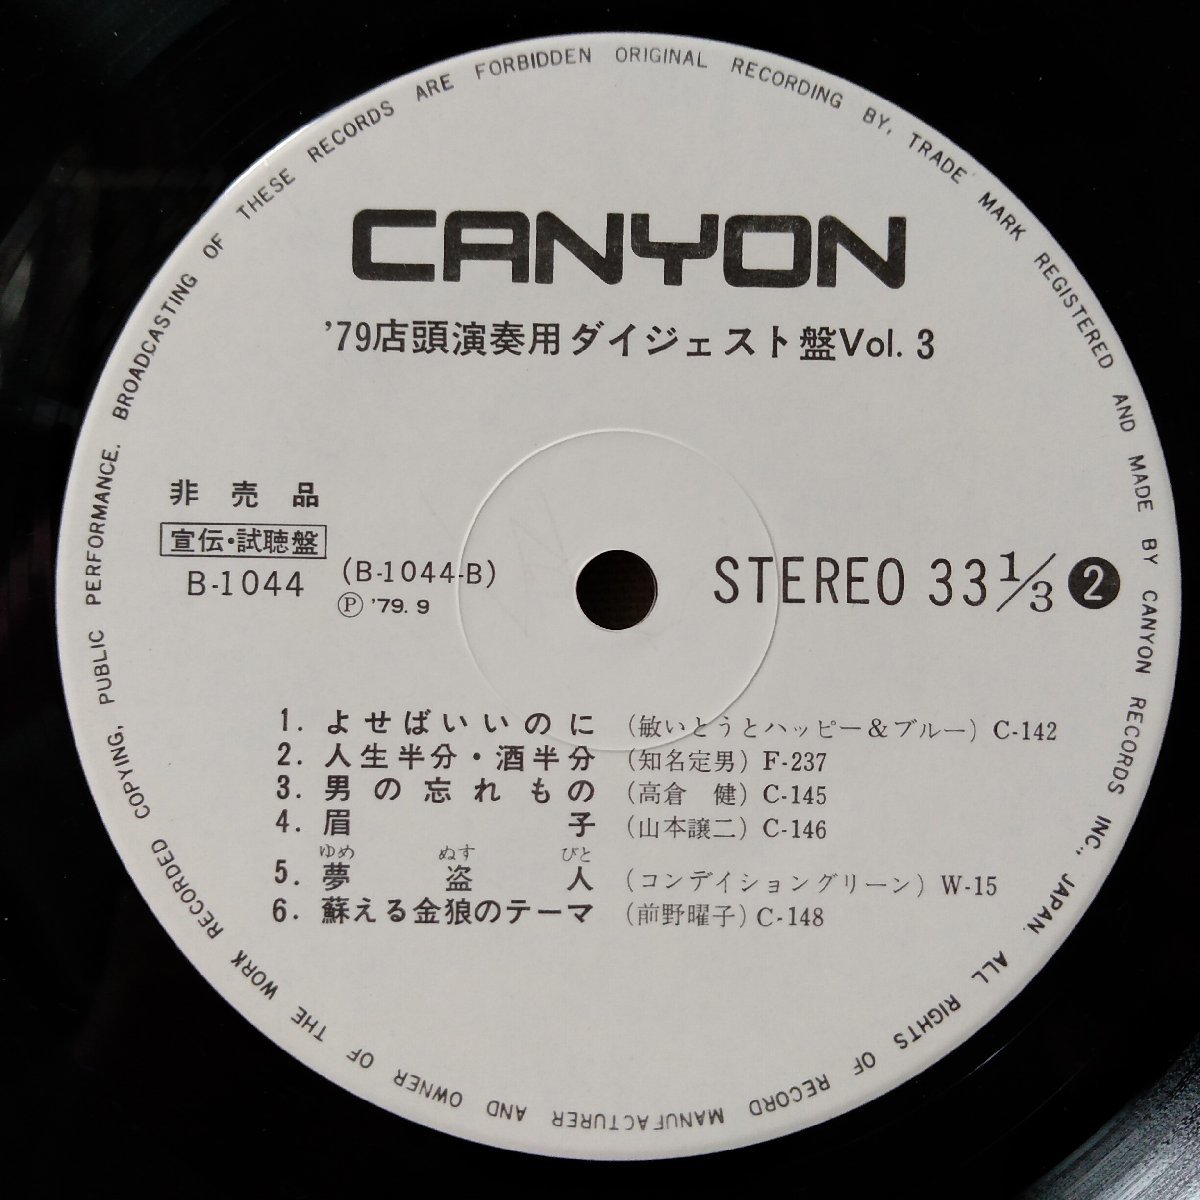 ORIGINAL RECORDING BY, TRADE MARK REGISTERED AND MADE BY CANYON RECORDS INC., JAPAN. ALL RIGHTS OF RECORD MANUFACTURER AND OWNER OF THE WORK RECORDED COPYING, PUBLIC PERFORMANCE. BROADCASTING OF THESE RECORDS ARE FORBIDDEN
CANYON
'79店頭演奏用ダイジェスト盤Vol. 3
非売品
宣伝・試聴盤
B-1044
(B-1044-B)
Ⓟ '79. 9
STEREO 33 1/3 2
1. よせばいいのに (敏いとうとハッピー&ブルー) C-142
2. 人生半分・酒半分 (知名定男) F-237
3. 男の忘れもの (高倉 健) C-145
4. 眉子 (山本譲二) C-146
ゆめ ぬす びと
5. 夢盗人 (コンデイショングリーン) W-15
6. 蘇える金狼のテーマ (前野曜子) C-148